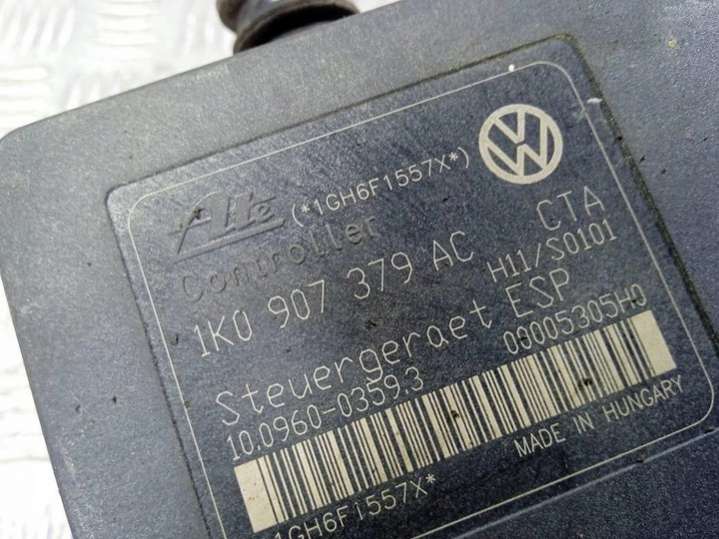 Ate (*1GH6F1557X*)
Controller
1K0 907 379 AC CTA
H11/S0101
Steuergeraet ESP
10.0960-0359.3 00005305H0
MADE IN HUNGARY
1GH6F1557X*